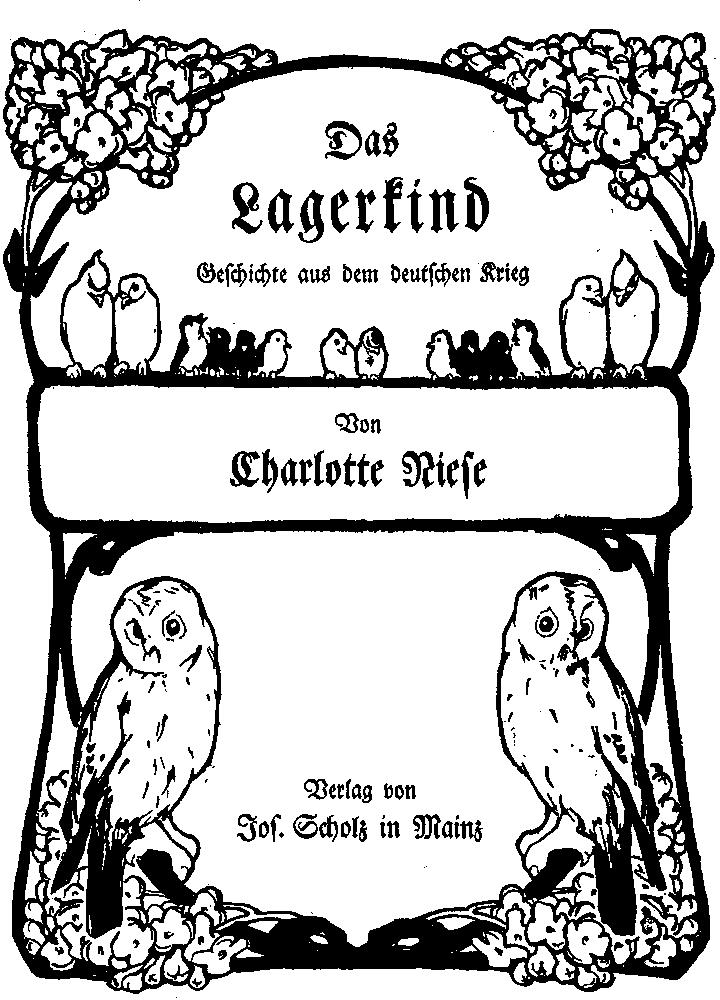 Das
Lagerkind
Geschichte aus dem deutschen Krieg
Von
Charlotte Niese
Verlag von
Jos. Scholz in Mainz